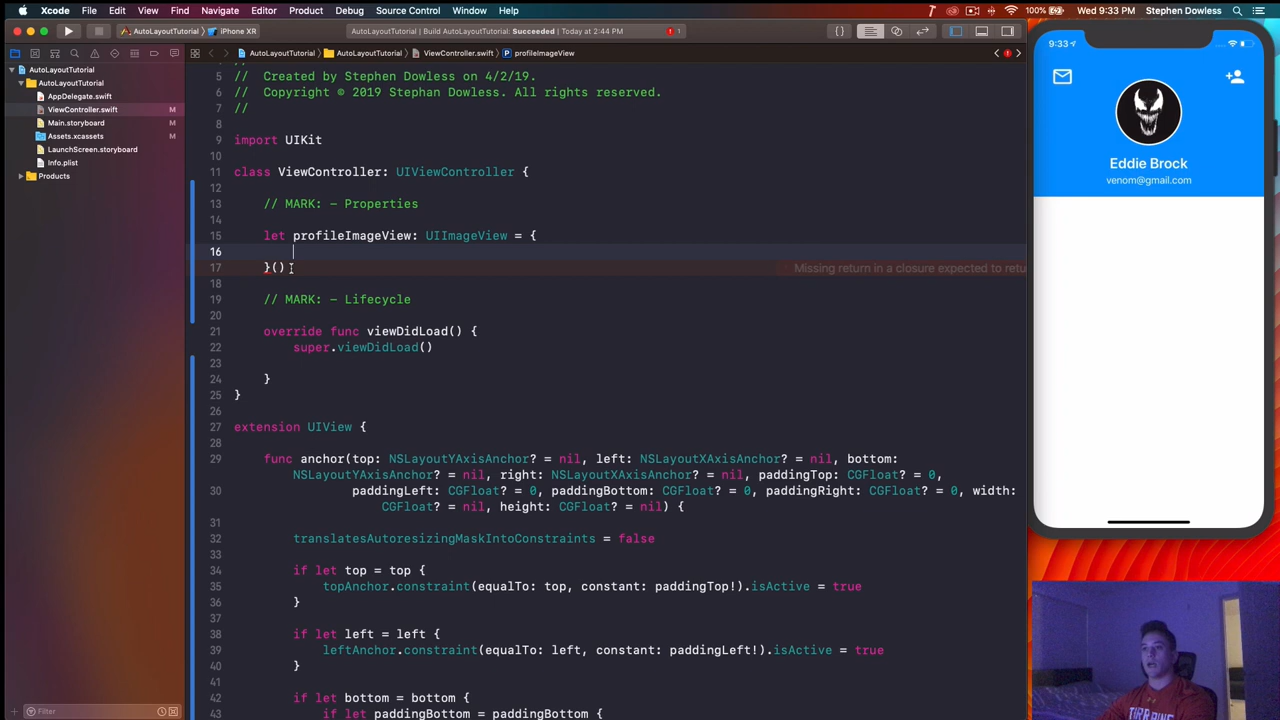 Xcode File Edit View Find Navigate Editor Product Debug Source Control Window Help 100% Wed 9:33 PM Stephen Dowless
AutoLayoutTutorial iPhone XR AutoLayoutTutorial | Build AutoLayoutTutorial: Succeeded | Today at 2:44 PM 1
AutoLayoutTutorial AutoLayoutTutorial ViewController.swift P profileImageView
AutoLayoutTutorial
AutoLayoutTutorial
AppDelegate.swift
ViewController.swift M
Main.storyboard M
Assets.xcassets M
LaunchScreen.storyboard
Info.plist
Products
Filter
5 // Created by Stephen Dowless on 4/2/19.
6 // Copyright © 2019 Stephan Dowless. All rights reserved.
7 //
8
9 import UIKit
10
11 class ViewController: UIViewController {
12
13 // MARK: - Properties
14
15 let profileImageView: UIImageView = {
16
17 }() Missing return in a closure expected to retu
18
19 // MARK: - Lifecycle
20
21 override func viewDidLoad() {
22 super.viewDidLoad()
23
24 }
25 }
26
27 extension UIView {
28
29 func anchor(top: NSLayoutYAxisAnchor? = nil, left: NSLayoutXAxisAnchor? = nil, bottom:
NSLayoutYAxisAnchor? = nil, right: NSLayoutXAxisAnchor? = nil, paddingTop: CGFloat? = 0,
30 paddingLeft: CGFloat? = 0, paddingBottom: CGFloat? = 0, paddingRight: CGFloat? = 0, width:
CGFloat? = nil, height: CGFloat? = nil) {
31
32 translatesAutoresizingMaskIntoConstraints = false
33
34 if let top = top {
35 topAnchor.constraint(equalTo: top, constant: paddingTop!).isActive = true
36 }
37
38 if let left = left {
39 leftAnchor.constraint(equalTo: left, constant: paddingLeft!).isActive = true
40 }
41
42 if let bottom = bottom {
43 if let paddingBottom = paddingBottom {
9:33
Eddie Brock
venom@gmail.com